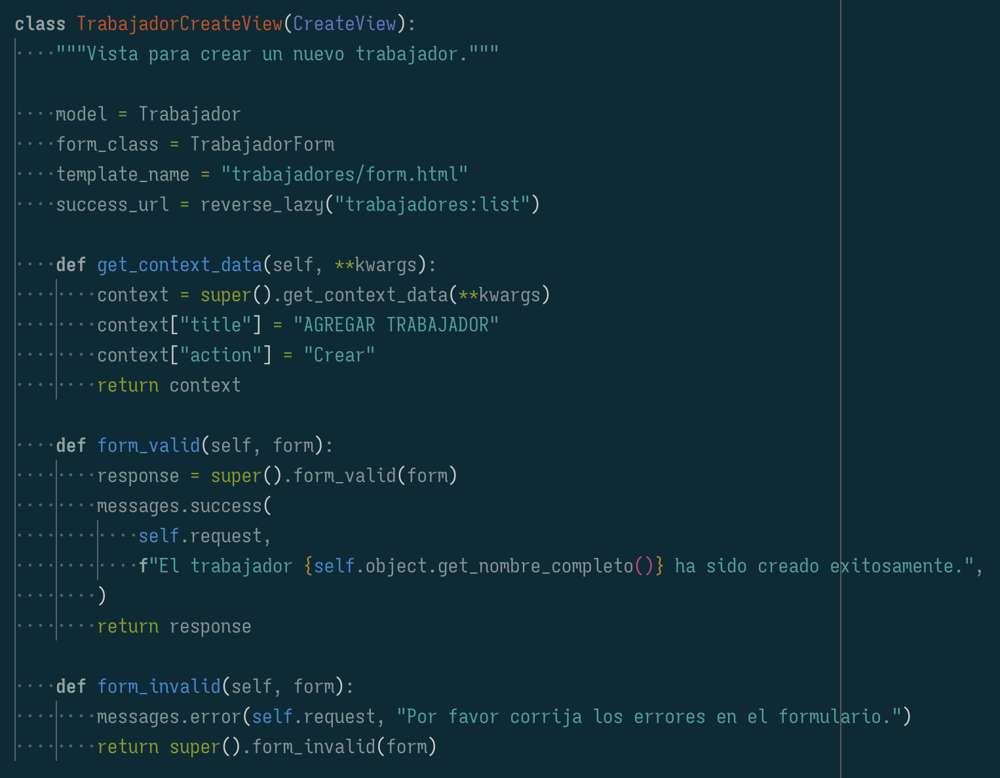 class TrabajadorCreateView(CreateView):
    """Vista para crear un nuevo trabajador."""

    model = Trabajador
    form_class = TrabajadorForm
    template_name = "trabajadores/form.html"
    success_url = reverse_lazy("trabajadores:list")

    def get_context_data(self, **kwargs):
        context = super().get_context_data(**kwargs)
        context["title"] = "AGREGAR TRABAJADOR"
        context["action"] = "Crear"
        return context

    def form_valid(self, form):
        response = super().form_valid(form)
        messages.success(
            self.request,
            f"El trabajador {self.object.get_nombre_completo()} ha sido creado exitosamente.",
        )
        return response

    def form_invalid(self, form):
        messages.error(self.request, "Por favor corrija los errores en el formulario.")
        return super().form_invalid(form)